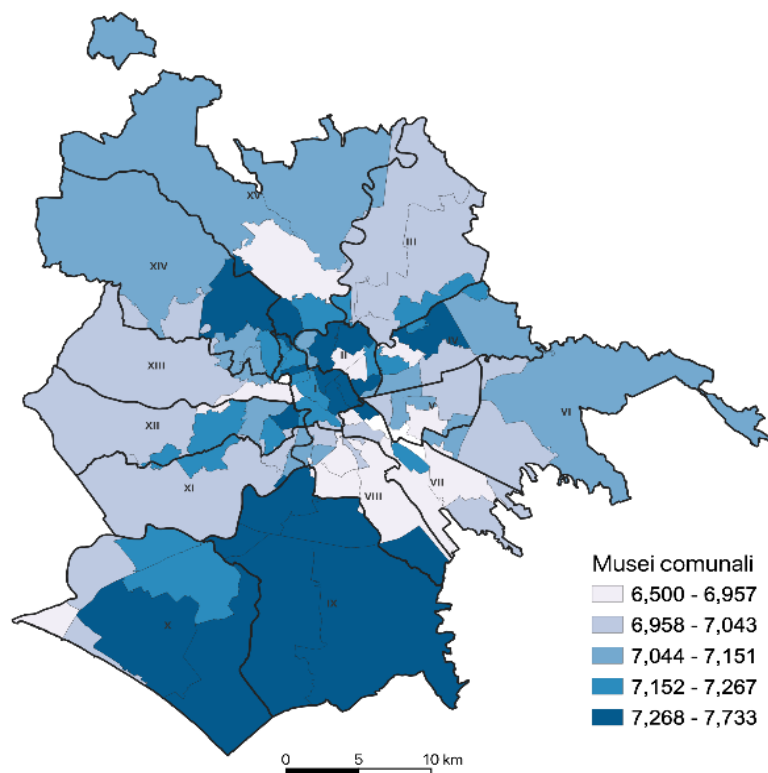 XV
III
XIV
IV
II
XIII
I
V
VI
XII
VII
XI
VIII
IX
X
Musei comunali
6,500 - 6,957
6,958 - 7,043
7,044 - 7,151
7,152 - 7,267
7,268 - 7,733
0 5 10 km